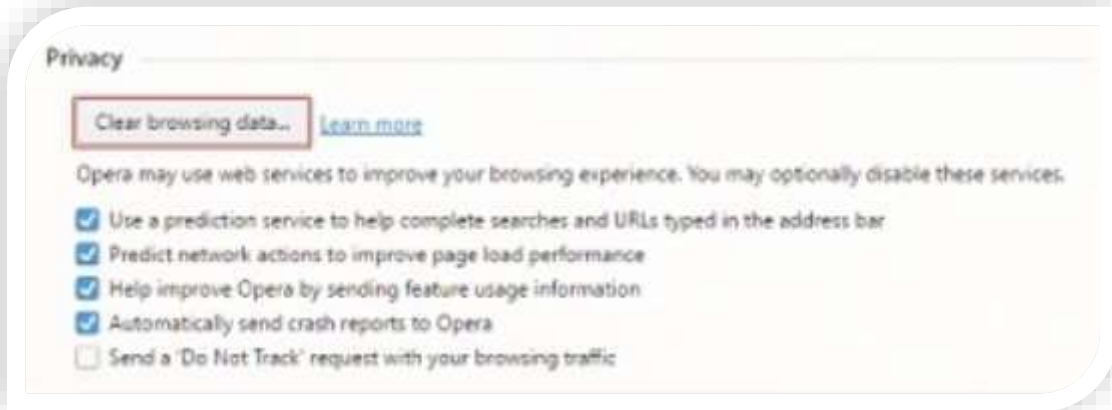 Privacy
Clear browsing data... Learn more
Opera may use web services to improve your browsing experience. You may optionally disable these services.
Use a prediction service to help complete searches and URLs typed in the address bar
Predict network actions to improve page load performance
Help improve Opera by sending feature usage information
Automatically send crash reports to Opera
Send a 'Do Not Track' request with your browsing traffic